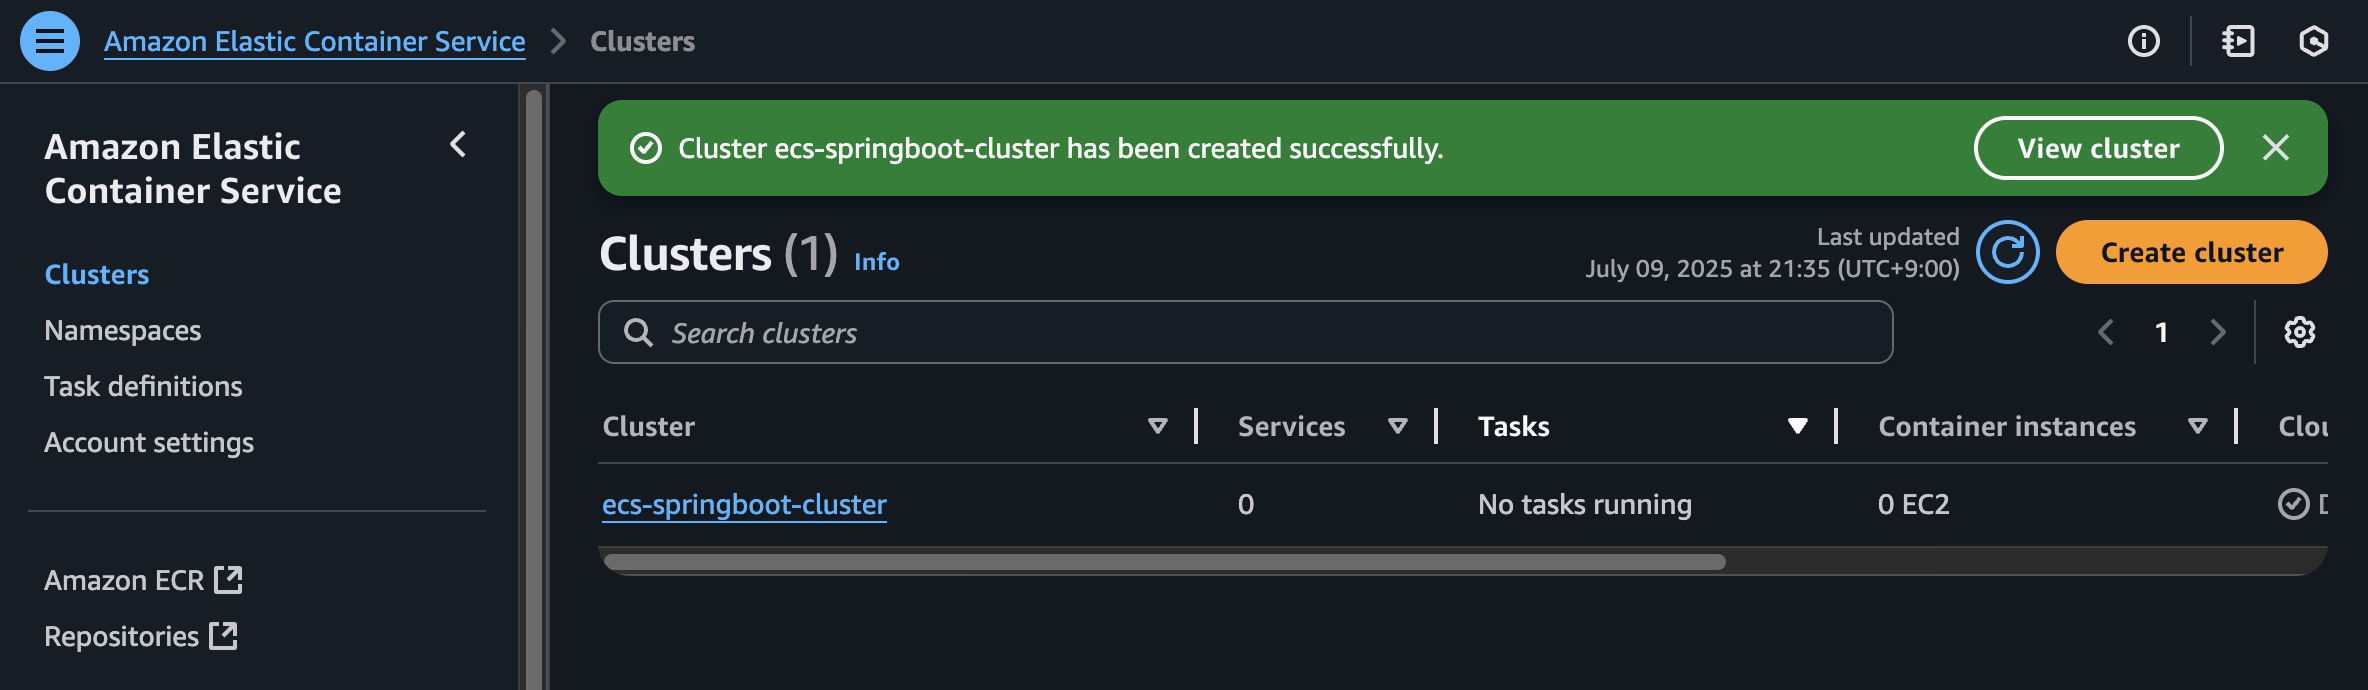 Amazon Elastic Container Service
Clusters
Amazon Elastic
Container Service
Clusters
Namespaces
Task definitions
Account settings
Amazon ECR
Repositories
Cluster ecs-springboot-cluster has been created successfully.
View cluster
Clusters (1) Info
Last updated
July 09, 2025 at 21:35 (UTC+9:00)
Create cluster
Search clusters
1
Cluster Services Tasks Container instances
ecs-springboot-cluster 0 No tasks running 0 EC2